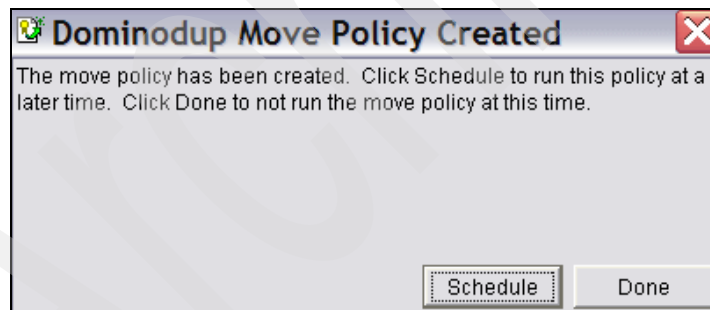 Dominodup Move Policy Created
The move policy has been created. Click Schedule to run this policy at a
later time. Click Done to not run the move policy at this time.
Schedule Done